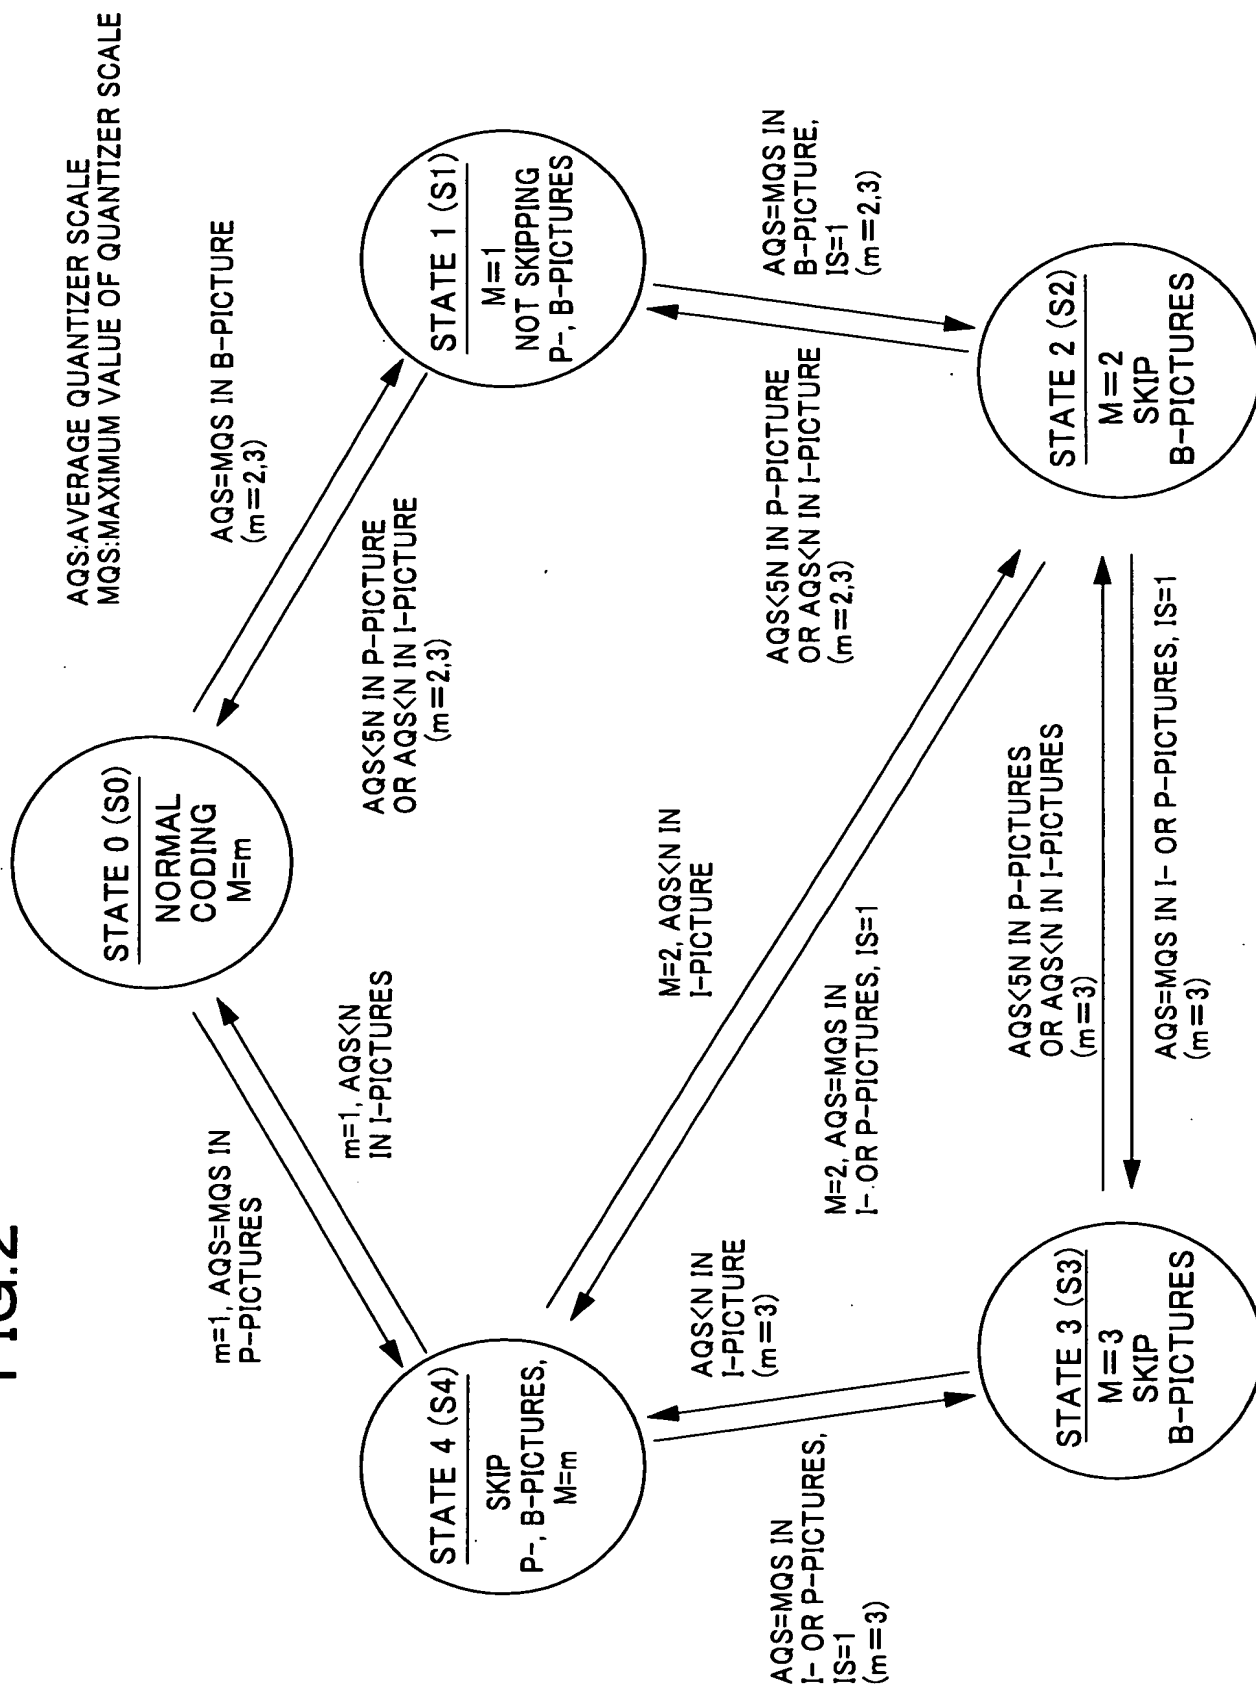 FIG.2
AQS:AVERAGE QUANTIZER SCALE
MQS:MAXIMUM VALUE OF QUANTIZER SCALE
STATE 0 (S0)
NORMAL
CODING
M=m
m=1, AQS=MQS IN
P-PICTURES
m=1, AQS<N
IN I-PICTURES
AQS=MQS IN B-PICTURE
(m=2,3)
AQS<5N IN P-PICTURE
OR AQS<N IN I-PICTURE
(m=2,3)
STATE 4 (S4)
SKIP
P-, B-PICTURES,
M=m
STATE 1 (S1)
M=1
NOT SKIPPING
P-, B-PICTURES
M=2, AQS<N IN
I-PICTURE
M=2, AQS=MQS IN
I-.OR P-PICTURES, IS=1
AQS=MQS IN
I- OR P-PICTURES,
IS=1
(m=3)
AQS<N IN
I-PICTURE
(m=3)
AQS<5N IN P-PICTURE
OR AQS<N IN I-PICTURE
(m=2,3)
AQS=MQS IN
B-PICTURE,
IS=1
(m=2,3)
STATE 3 (S3)
M=3
SKIP
B-PICTURES
AQS<5N IN P-PICTURES
OR AQS<N IN I-PICTURES
(m=3)
AQS=MQS IN I- OR P-PICTURES, IS=1
(m=3)
STATE 2 (S2)
M=2
SKIP
B-PICTURES